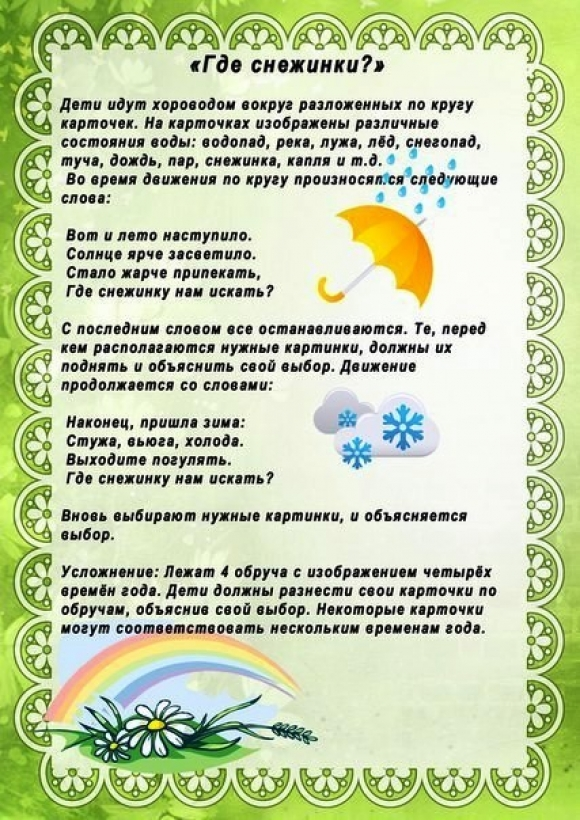 «Где снежинки?»
Дети идут хороводом вокруг разложенных по кругу
карточек. На карточках изображены различные
состояния воды: водопад, река, лужа, лёд, снегопад,
туча, дождь, пар, снежинка, капля и т.д.
Во время движения по кругу произносятся следующие
слова:
Вот и лето наступило.
Солнце ярче засветило.
Стало жарче припекать,
Где снежинку нам искать?
С последним словом все останавливаются. Те, перед
кем располагаются нужные картинки, должны их
поднять и объяснить свой выбор. Движение
продолжается со словами:
Наконец, пришла зима:
Стужа, вьюга, холода.
Выходите погулять.
Где снежинку нам искать?
Вновь выбирают нужные картинки, и объясняется
выбор.
Усложнение: Лежат 4 обруча с изображением четырёх
времён года. Дети должны разнести свои карточки по
обручам, объяснив свой выбор. Некоторые карточки
могут соответствовать нескольким временам года.